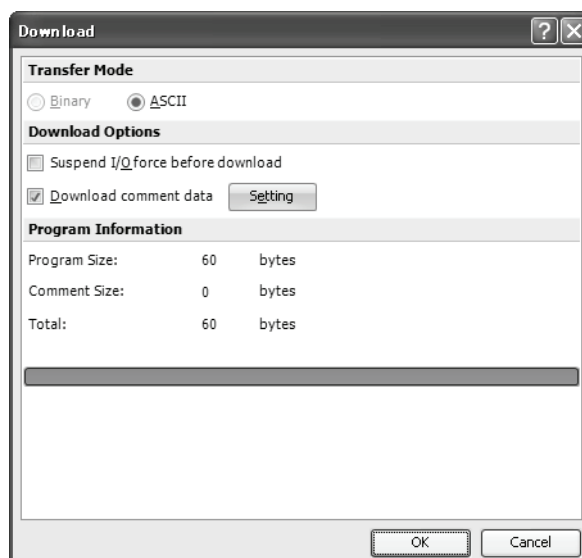 Download
Transfer Mode
Binary ASCII
Download Options
Suspend I/O force before download
Download comment data Setting
Program Information
Program Size: 60 bytes
Comment Size: 0 bytes
Total: 60 bytes
OK Cancel